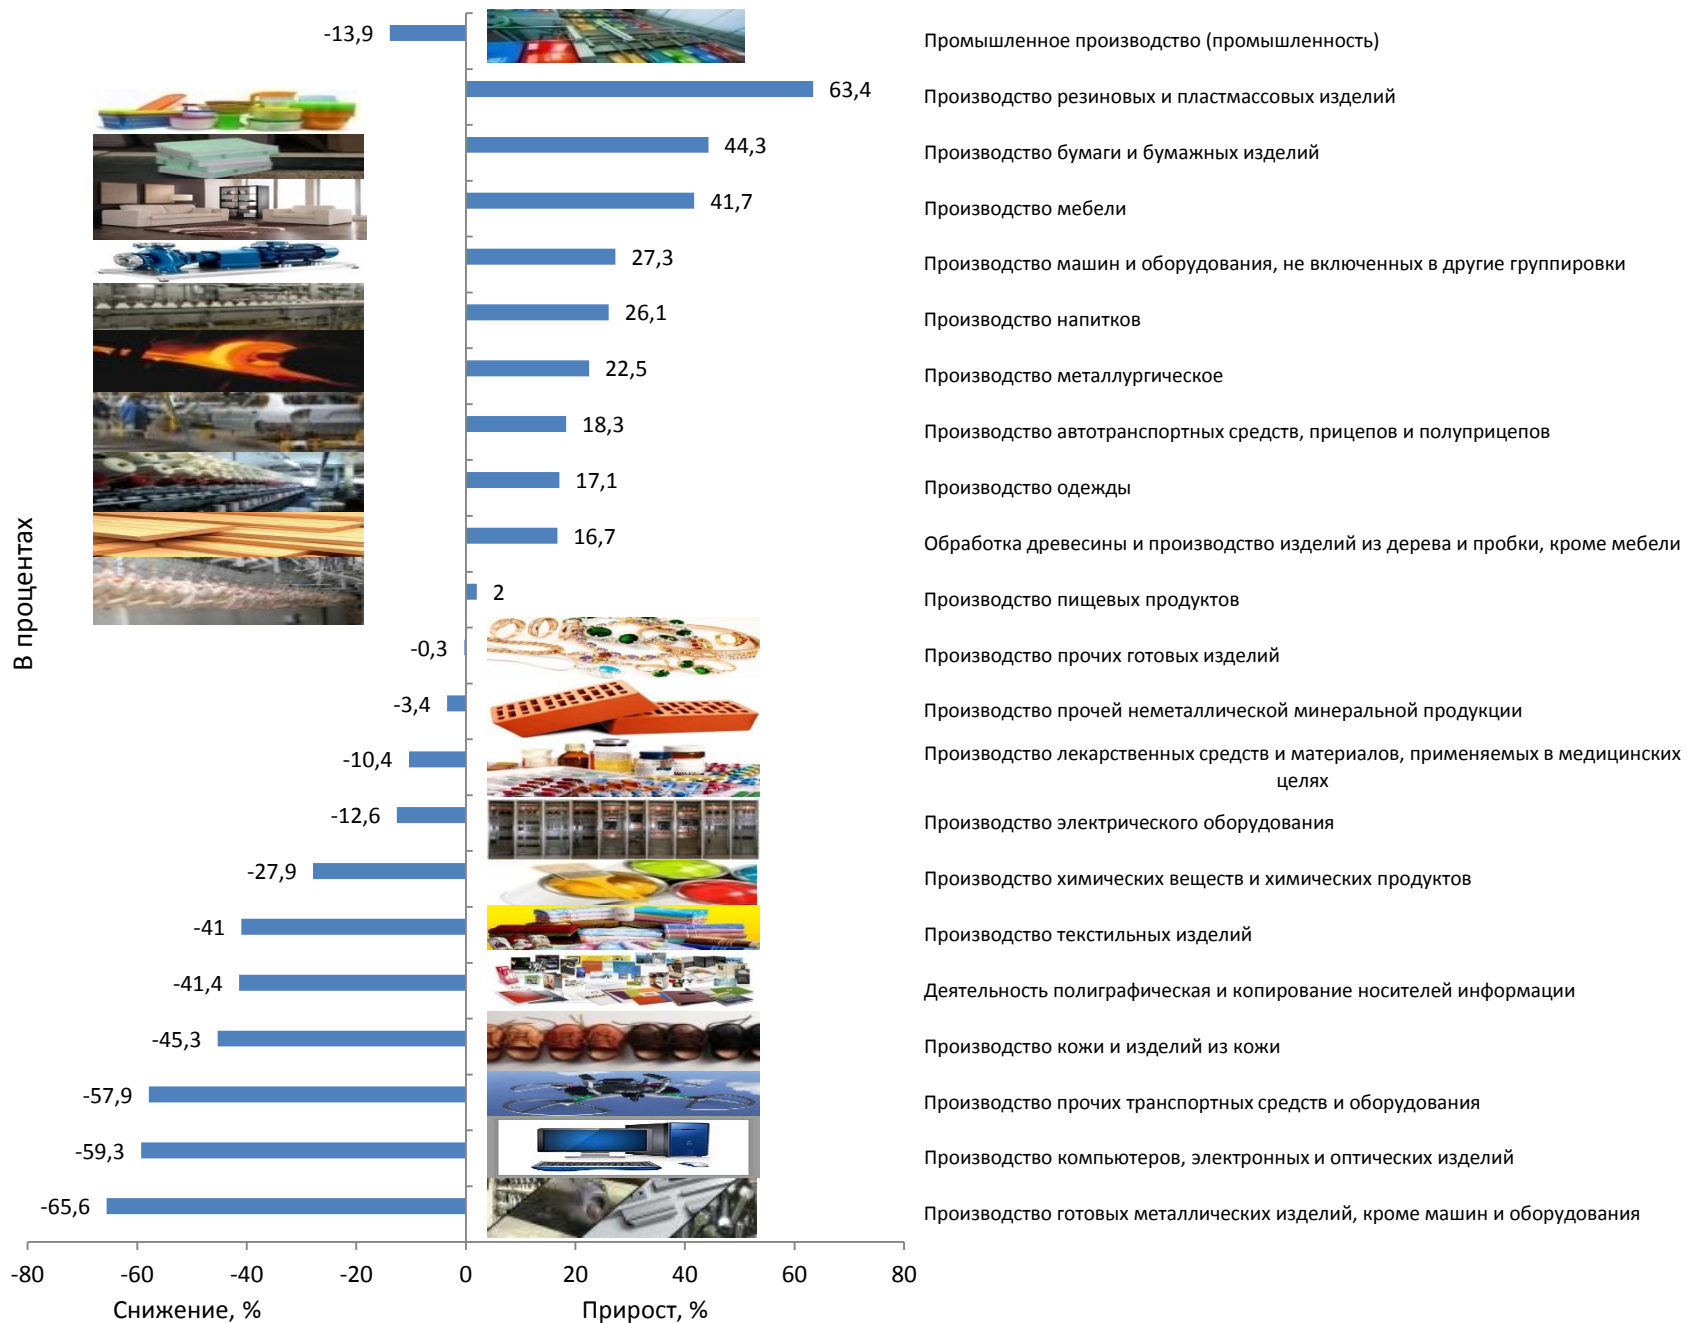 -13,9
Промышленное производство (промышленность)
63,4
Производство резиновых и пластмассовых изделий
44,3
Производство бумаги и бумажных изделий
41,7
Производство мебели
27,3
Производство машин и оборудования, не включенных в другие группировки
26,1
Производство напитков
22,5
Производство металлургическое
18,3
Производство автотранспортных средств, прицепов и полуприцепов
17,1
Производство одежды
16,7
Обработка древесины и производство изделий из дерева и пробки, кроме мебели
2
Производство пищевых продуктов
В процентах
-0,3
Производство прочих готовых изделий
-3,4
Производство прочей неметаллической минеральной продукции
-10,4
Производство лекарственных средств и материалов, применяемых в медицинских
целях
-12,6
Производство электрического оборудования
-27,9
Производство химических веществ и химических продуктов
-41
Производство текстильных изделий
-41,4
Деятельность полиграфическая и копирование носителей информации
-45,3
Производство кожи и изделий из кожи
-57,9
Производство прочих транспортных средств и оборудования
-59,3
Производство компьютеров, электронных и оптических изделий
-65,6
Производство готовых металлических изделий, кроме машин и оборудования
-80 -60 -40 -20 0 20 40 60 80
Снижение, % Прирост, %